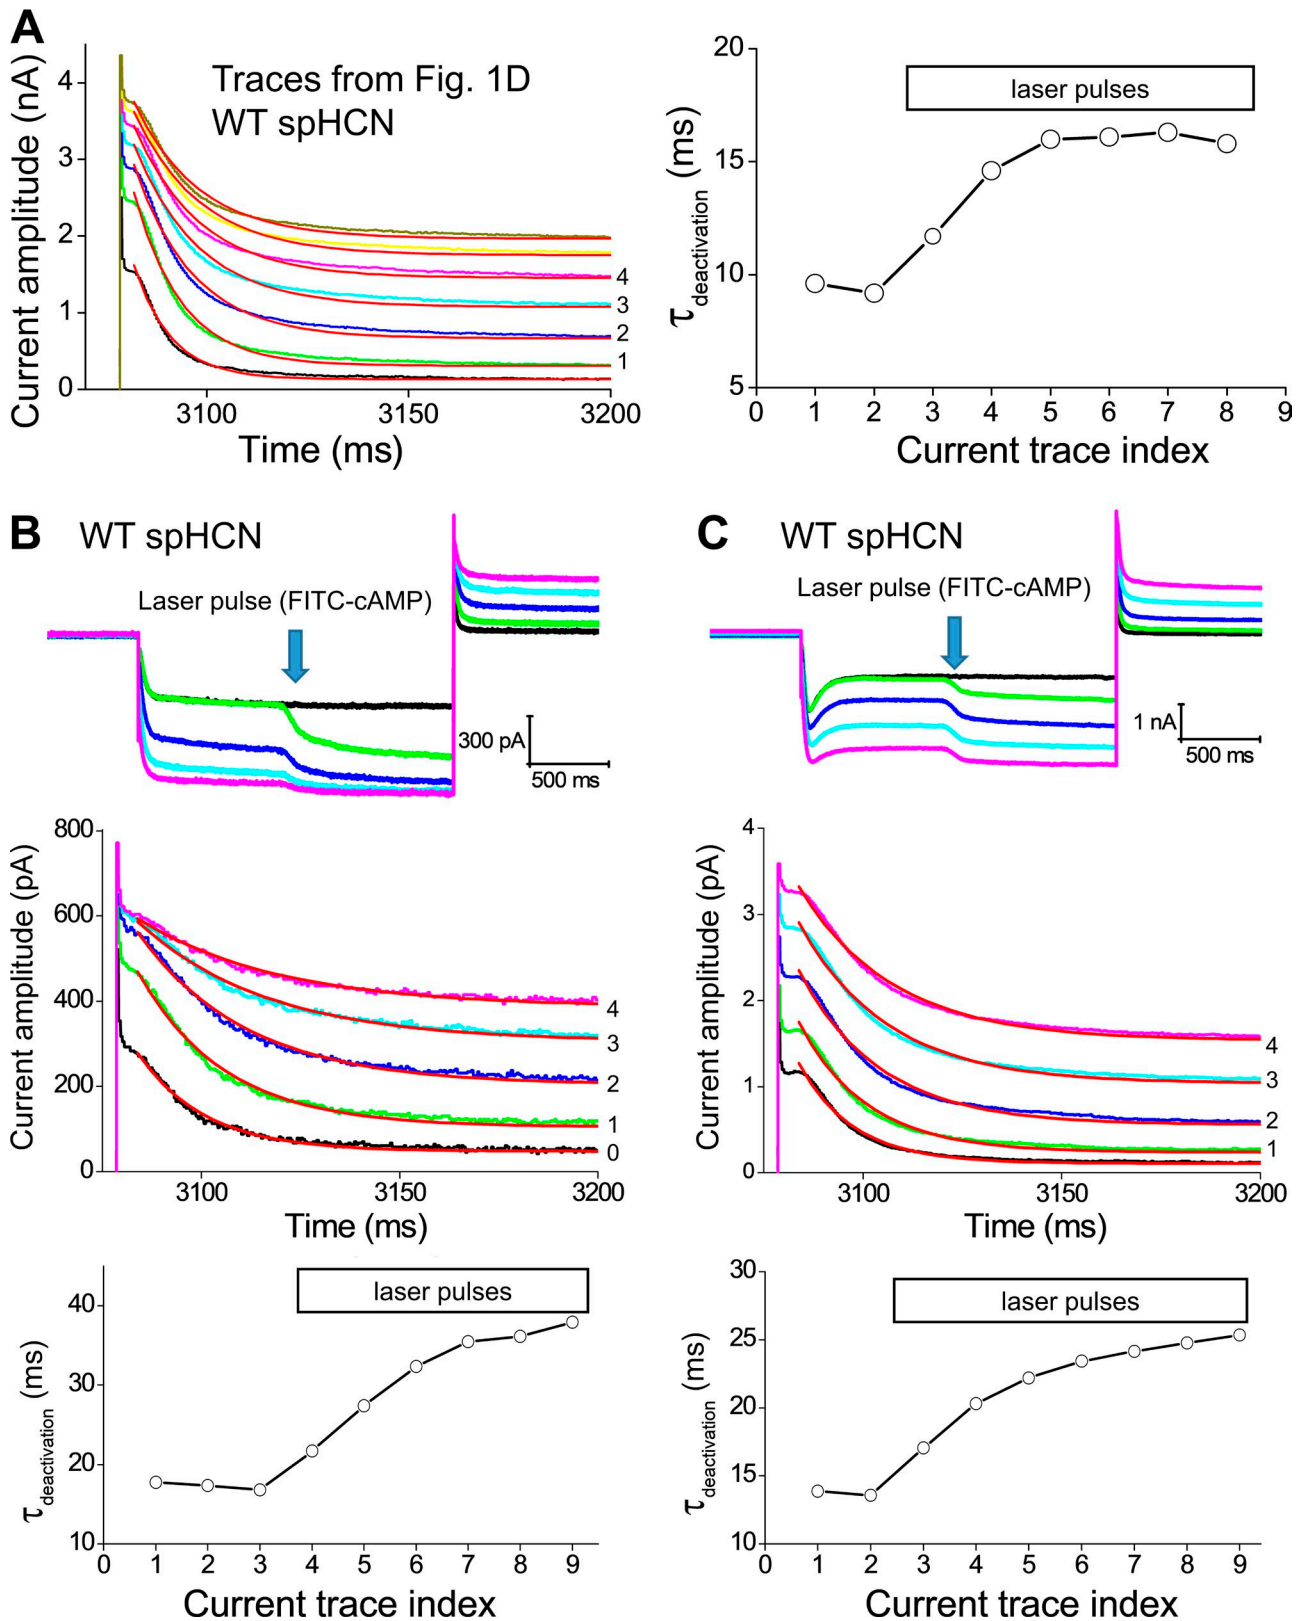 A
Traces from Fig. 1D
WT spHCN
Current amplitude (nA)
4
3
2
1
0
4
3
2
1
3100
3150
3200
Time (ms)
laser pulses
τdeactivation (ms)
20
15
10
5
0 1 2 3 4 5 6 7 8 9
Current trace index
B
WT spHCN
Laser pulse (FITC-cAMP)
300 pA
500 ms
Current amplitude (pA)
800
600
400
200
0
4
3
2
1
0
3100
3150
3200
Time (ms)
laser pulses
τdeactivation (ms)
40
30
20
10
0 1 2 3 4 5 6 7 8 9
Current trace index
C
WT spHCN
Laser pulse (FITC-cAMP)
1 nA
500 ms
Current amplitude (pA)
4
3
2
1
0
4
3
2
1
3100
3150
3200
Time (ms)
laser pulses
τdeactivation (ms)
30
25
20
15
10
0 1 2 3 4 5 6 7 8 9
Current trace index